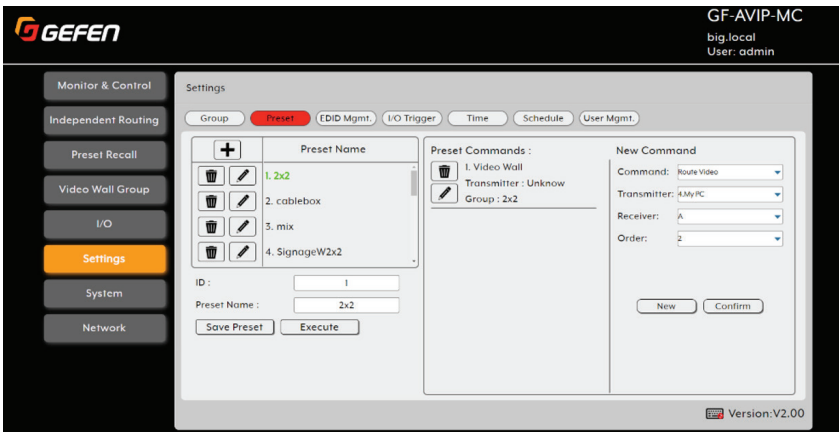 GEFEN
GF-AVIP-MC
big.local
User: admin
Monitor & Control
Independent Routing
Preset Recall
Video Wall Group
I/O
Settings
System
Network
Settings
Group
Preset
EDID Mgmt.
I/O Trigger
Time
Schedule
User Mgmt.
+
Preset Name
1. 2x2
2. cablebox
3. mix
4. SignageW2x2
ID :
1
Preset Name :
2x2
Save Preset
Execute
Preset Commands :
1. Video Wall
Transmitter : Unknow
Group : 2x2
New Command
Command: Route Video
Transmitter: 4.My PC
Receiver: A
Order: 2
New
Confirm
Version:V2.00